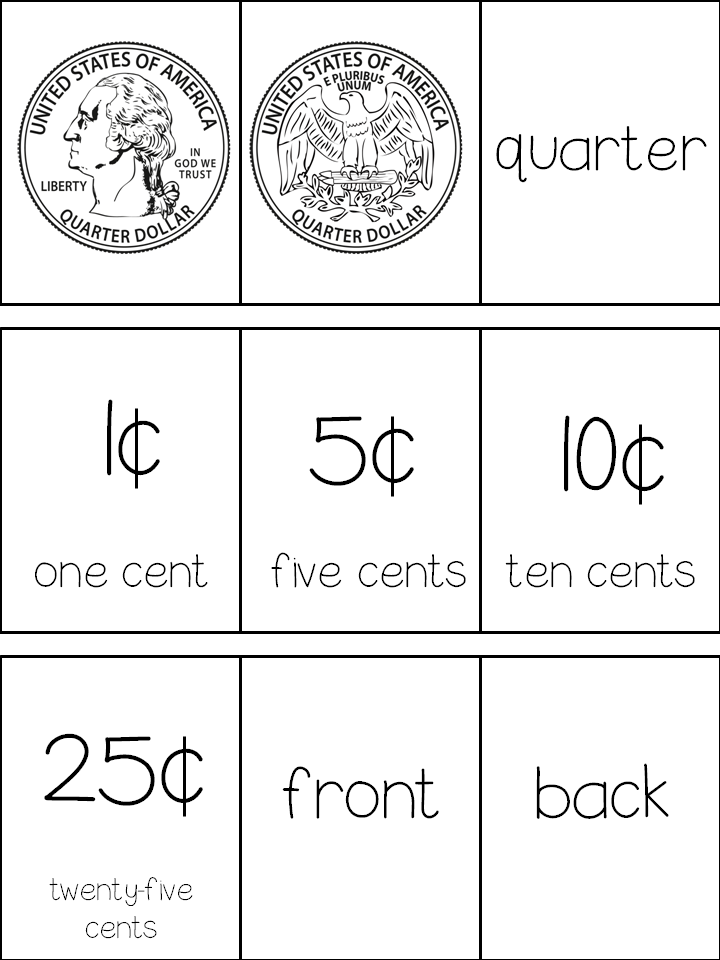 UNITED STATES OF AMERICA
IN
GOD WE
TRUST
LIBERTY
QUARTER DOLLAR
UNITED STATES OF AMERICA
E PLURIBUS
UNUM
QUARTER DOLLAR
quarter
1¢
one cent
5¢
five cents
10¢
ten cents
25¢
twenty-five
cents
front
back